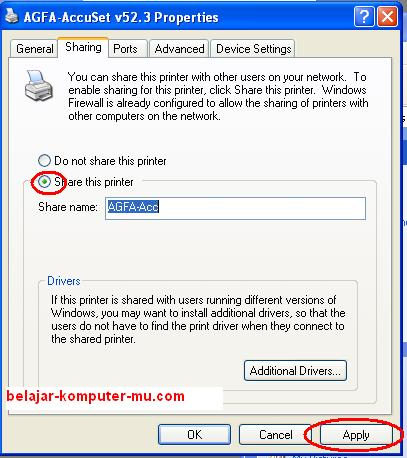 AGFA-AccuSet v52.3 Properties
General Sharing Ports Advanced Device Settings
You can share this printer with other users on your network. To
enable sharing for this printer, click Share this printer. Windows
Firewall is already configured to allow the sharing of printers with
other computers on the network.
Do not share this printer
Share this printer
Share name: AGFA-Acc
Drivers
If this printer is shared with users running different versions of
Windows, you may want to install additional drivers, so that the
users do not have to find the print driver when they connect to
the shared printer.
Additional Drivers...
belajar-komputer-mu.com
OK Cancel Apply